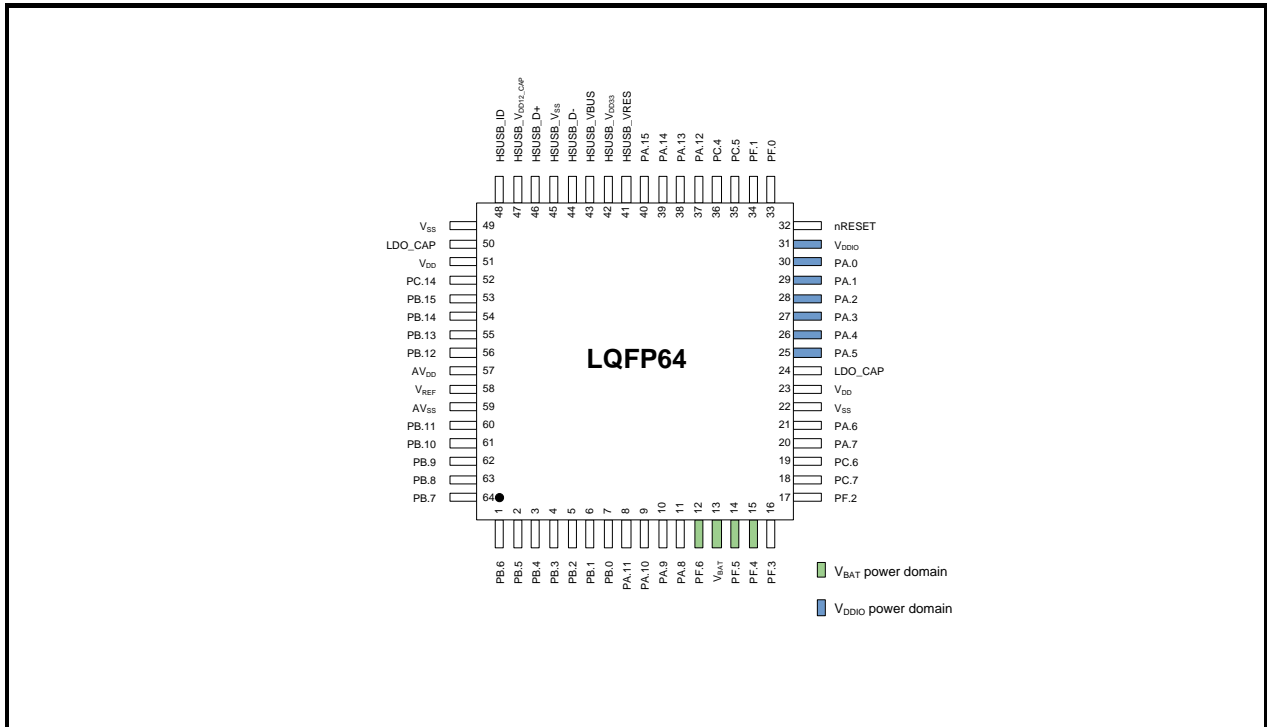 HSUSB_ID
HSUSB_VDD12_CAP
HSUSB_D+
HSUSB_VSS
HSUSB_D-
HSUSB_VBUS
HSUSB_VDD33
HSUSB_VRES
PA.15
PA.14
PA.13
PA.12
PC.4
PC.5
PF.1
PF.0
48 47 46 45 44 43 42 41 40 39 38 37 36 35 34 33
VSS 49
LDO_CAP 50
VDD 51
PC.14 52
PB.15 53
PB.14 54
PB.13 55
PB.12 56
AVDD 57
VREF 58
AVSS 59
PB.11 60
PB.10 61
PB.9 62
PB.8 63
PB.7 64
LQFP64
32 nRESET
31 VDDIO
30 PA.0
29 PA.1
28 PA.2
27 PA.3
26 PA.4
25 PA.5
24 LDO_CAP
23 VDD
22 VSS
21 PA.6
20 PA.7
19 PC.6
18 PC.7
17 PF.2
1 2 3 4 5 6 7 8 9 10 11 12 13 14 15 16
PB.6
PB.5
PB.4
PB.3
PB.2
PB.1
PB.0
PA.11
PA.10
PA.9
PA.8
PF.6
VBAT
PF.5
PF.4
PF.3
VBAT power domain
VDDIO power domain